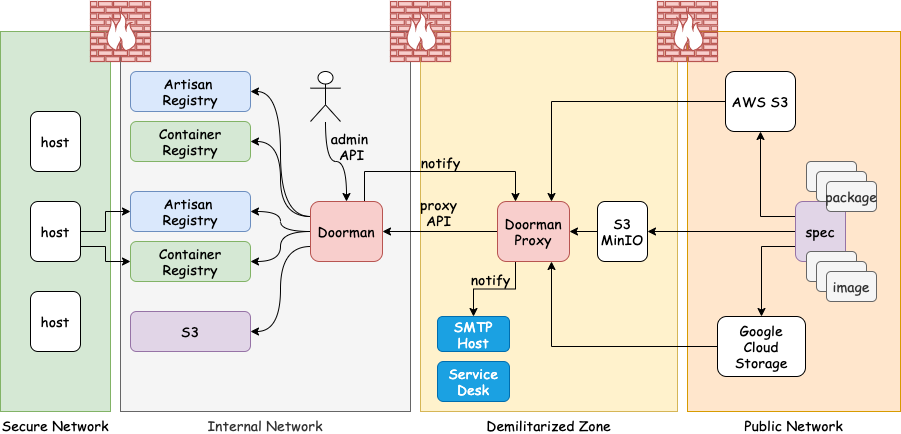 host
host
host
Secure Network
Artisan
Registry
Container
Registry
admin
API
Artisan
Registry
Container
Registry
S3
Doorman
Internal Network
notify
proxy
API
Doorman
Proxy
S3
MinIO
notify
SMTP
Host
Service
Desk
Demilitarized Zone
AWS S3
package
spec
image
Google
Cloud
Storage
Public Network